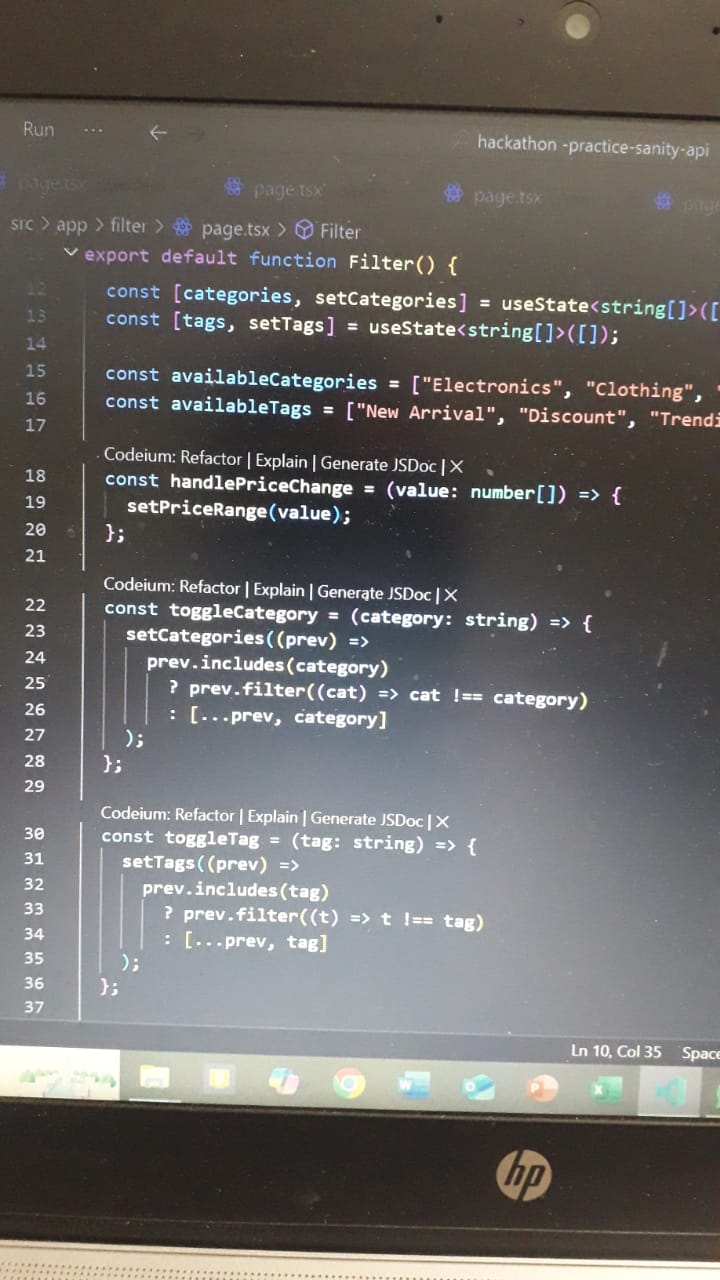 Run ... ←
hackathon -practice-sanity-api
page.tsx page.tsx page.tsx
src > app > filter > page.tsx > Filter
export default function Filter() {
12 const [categories, setCategories] = useState<string[]>([
13 const [tags, setTags] = useState<string[]>([]);
14
15 const availableCategories = ["Electronics", "Clothing",
16 const availableTags = ["New Arrival", "Discount", "Trendi
17
Codeium: Refactor | Explain | Generate JSDoc | ×
18 const handlePriceChange = (value: number[]) => {
19 setPriceRange(value);
20 };
21
Codeium: Refactor | Explain | Generate JSDoc | ×
22 const toggleCategory = (category: string) => {
23 setCategories((prev) =>
24 prev.includes(category)
25 ? prev.filter((cat) => cat !== category)
26 : [...prev, category]
27 );
28 };
29
Codeium: Refactor | Explain | Generate JSDoc | ×
30 const toggleTag = (tag: string) => {
31 setTags((prev) =>
32 prev.includes(tag)
33 ? prev.filter((t) => t !== tag)
34 : [...prev, tag]
35 );
36 };
37
Ln 10, Col 35 Space
hp